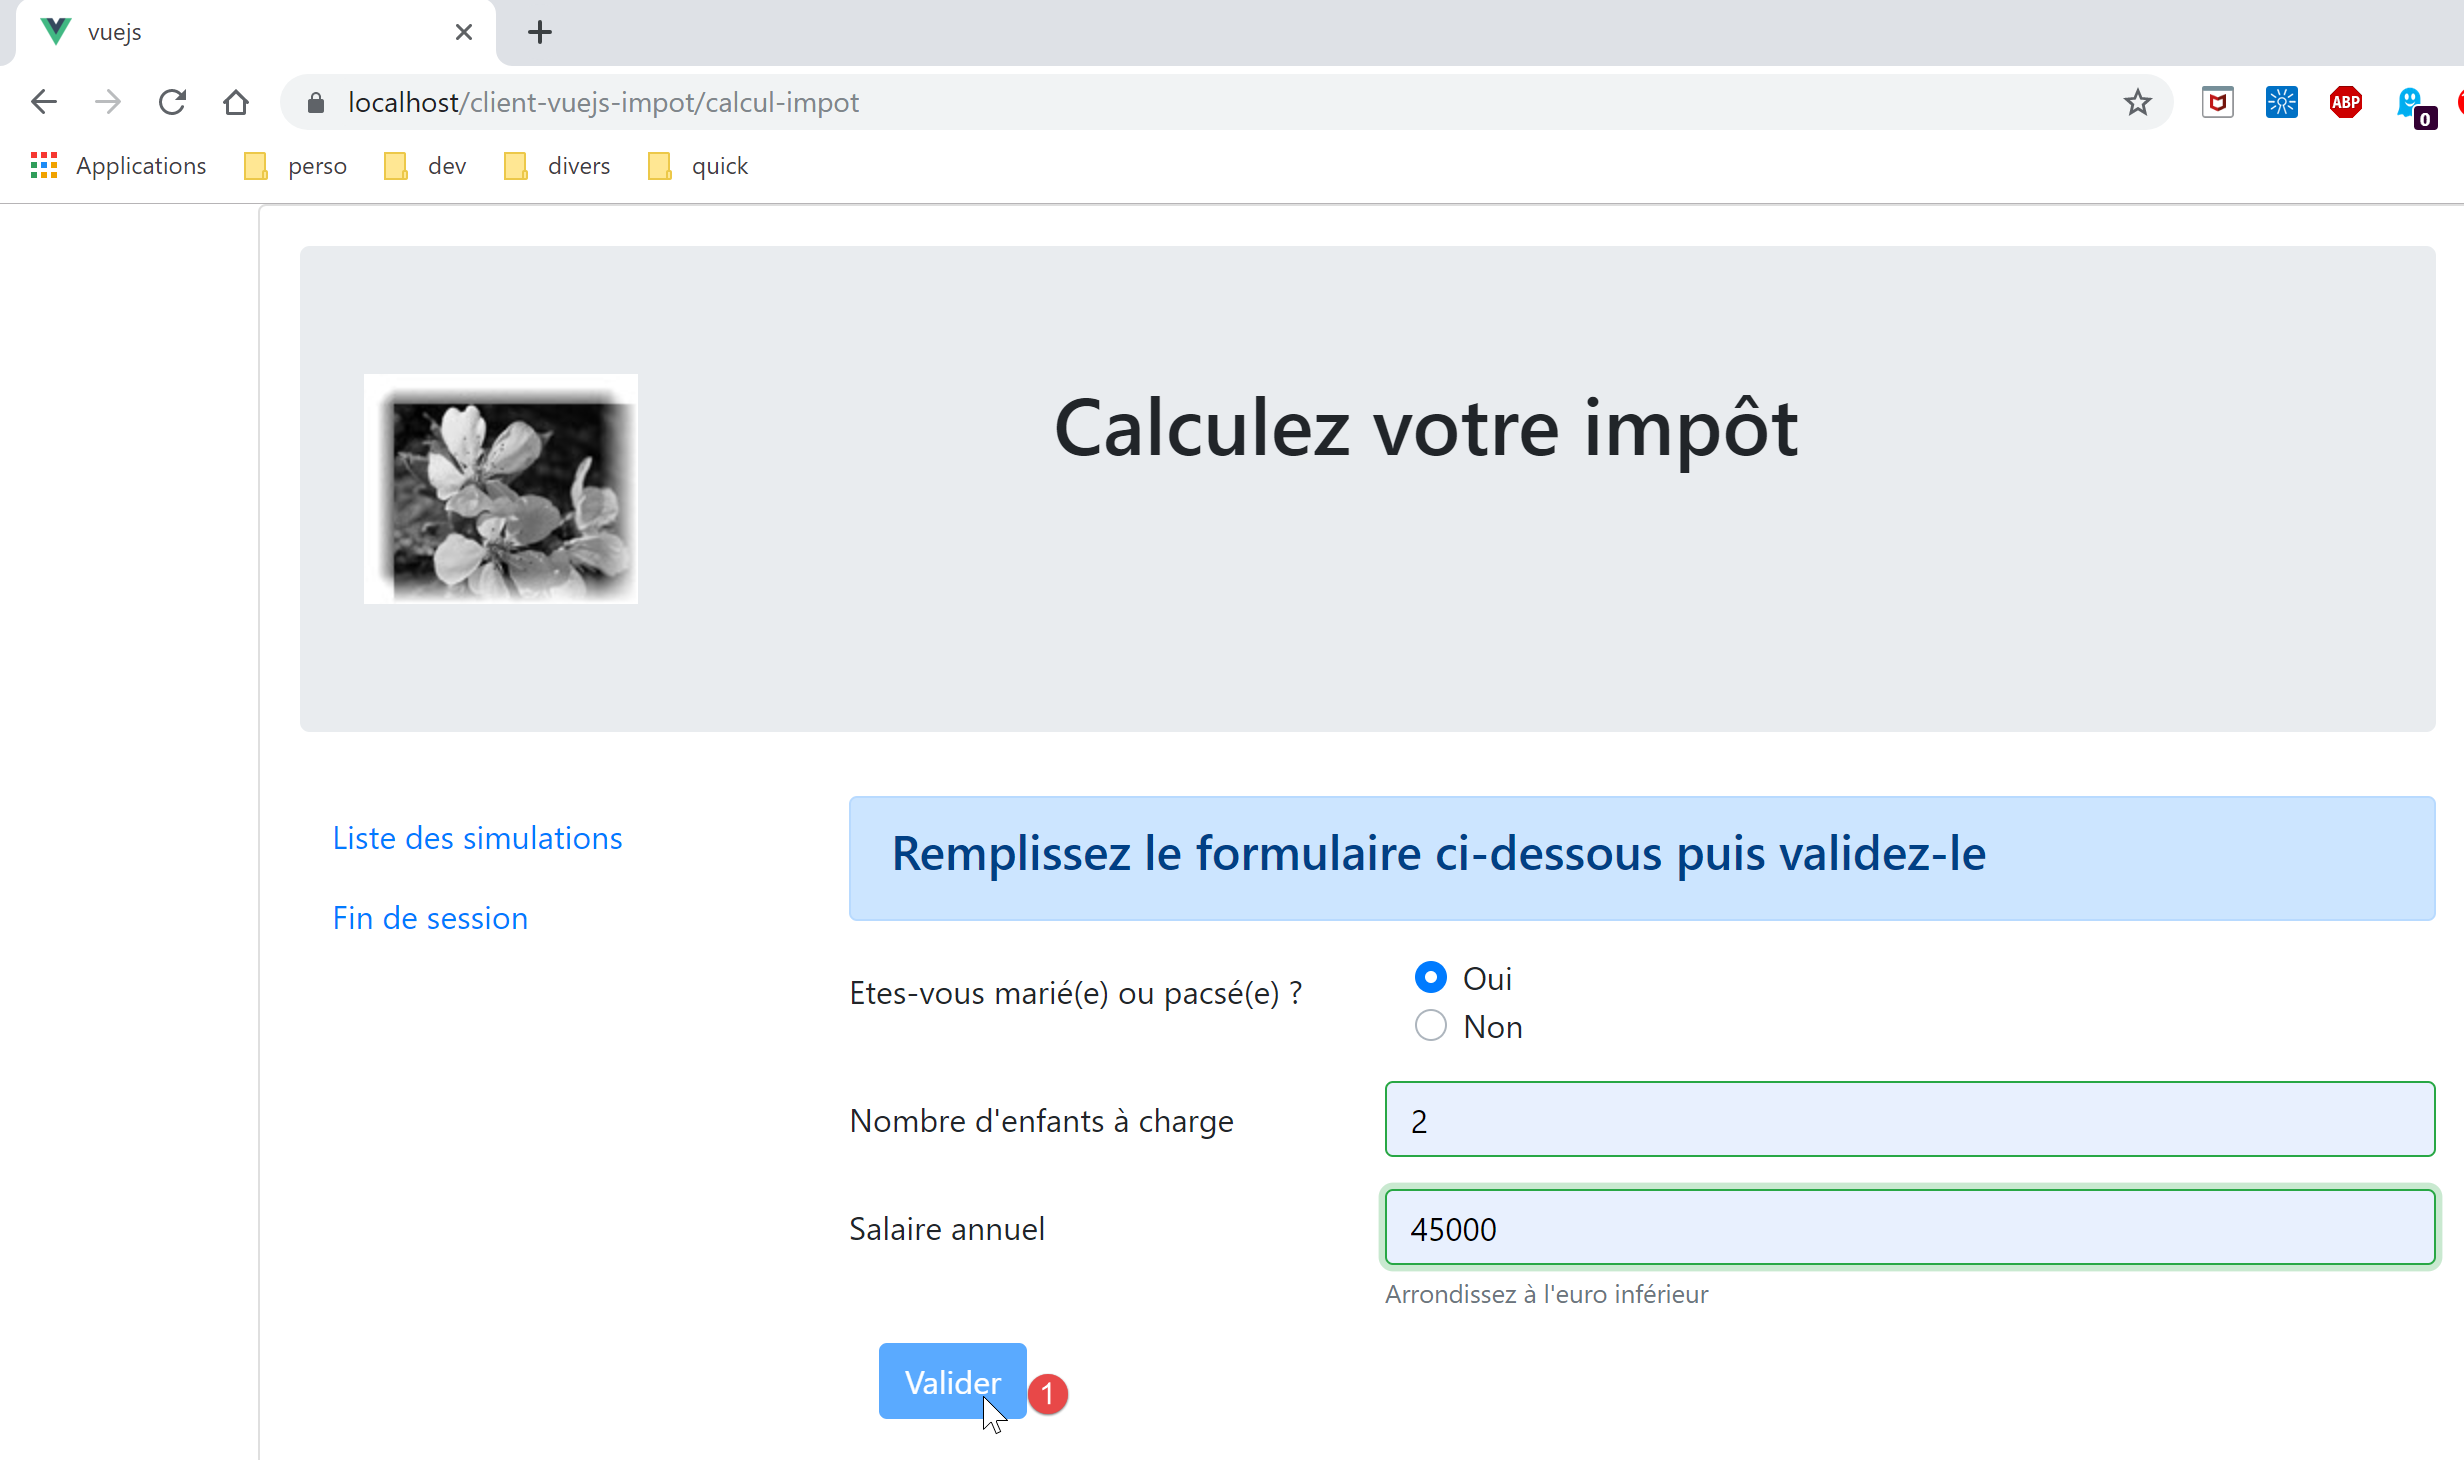 vuejs
localhost/client-vuejs-impot/calcul-impot
ABP
0
Applications perso dev divers quick
Calculez votre impôt
Liste des simulations
Fin de session
Remplissez le formulaire ci-dessous puis validez-le
Etes-vous marié(e) ou pacsé(e) ?
Oui
Non
Nombre d'enfants à charge
2
Salaire annuel
45000
Arrondissez à l'euro inférieur
Valider
1